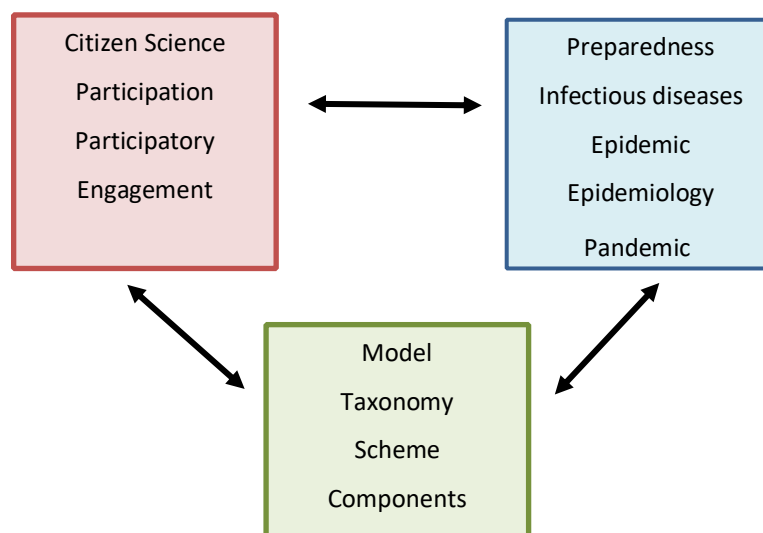 Citizen Science
Participation
Participatory
Engagement
Preparedness
Infectious diseases
Epidemic
Epidemiology
Pandemic
Model
Taxonomy
Scheme
Components